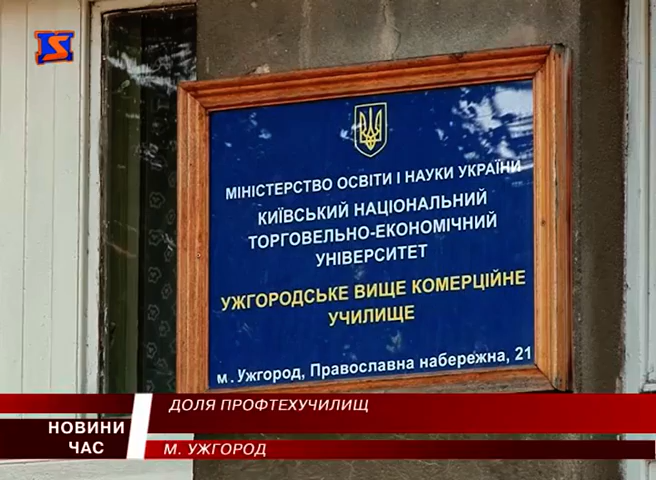 МІНІСТЕРСТВО ОСВІТИ І НАУКИ УКРАЇНИ
КИЇВСЬКИЙ НАЦІОНАЛЬНИЙ
ТОРГОВЕЛЬНО-ЕКОНОМІЧНИЙ
УНІВЕРСИТЕТ
УЖГОРОДСЬКЕ ВИЩЕ КОМЕРЦІЙНЕ
УЧИЛИЩЕ
м. Ужгород, Православна набережна, 21
ДОЛЯ ПРОФТЕХУЧИЛИЩ
НОВИНИ
ЧАС
М. УЖГОРОД